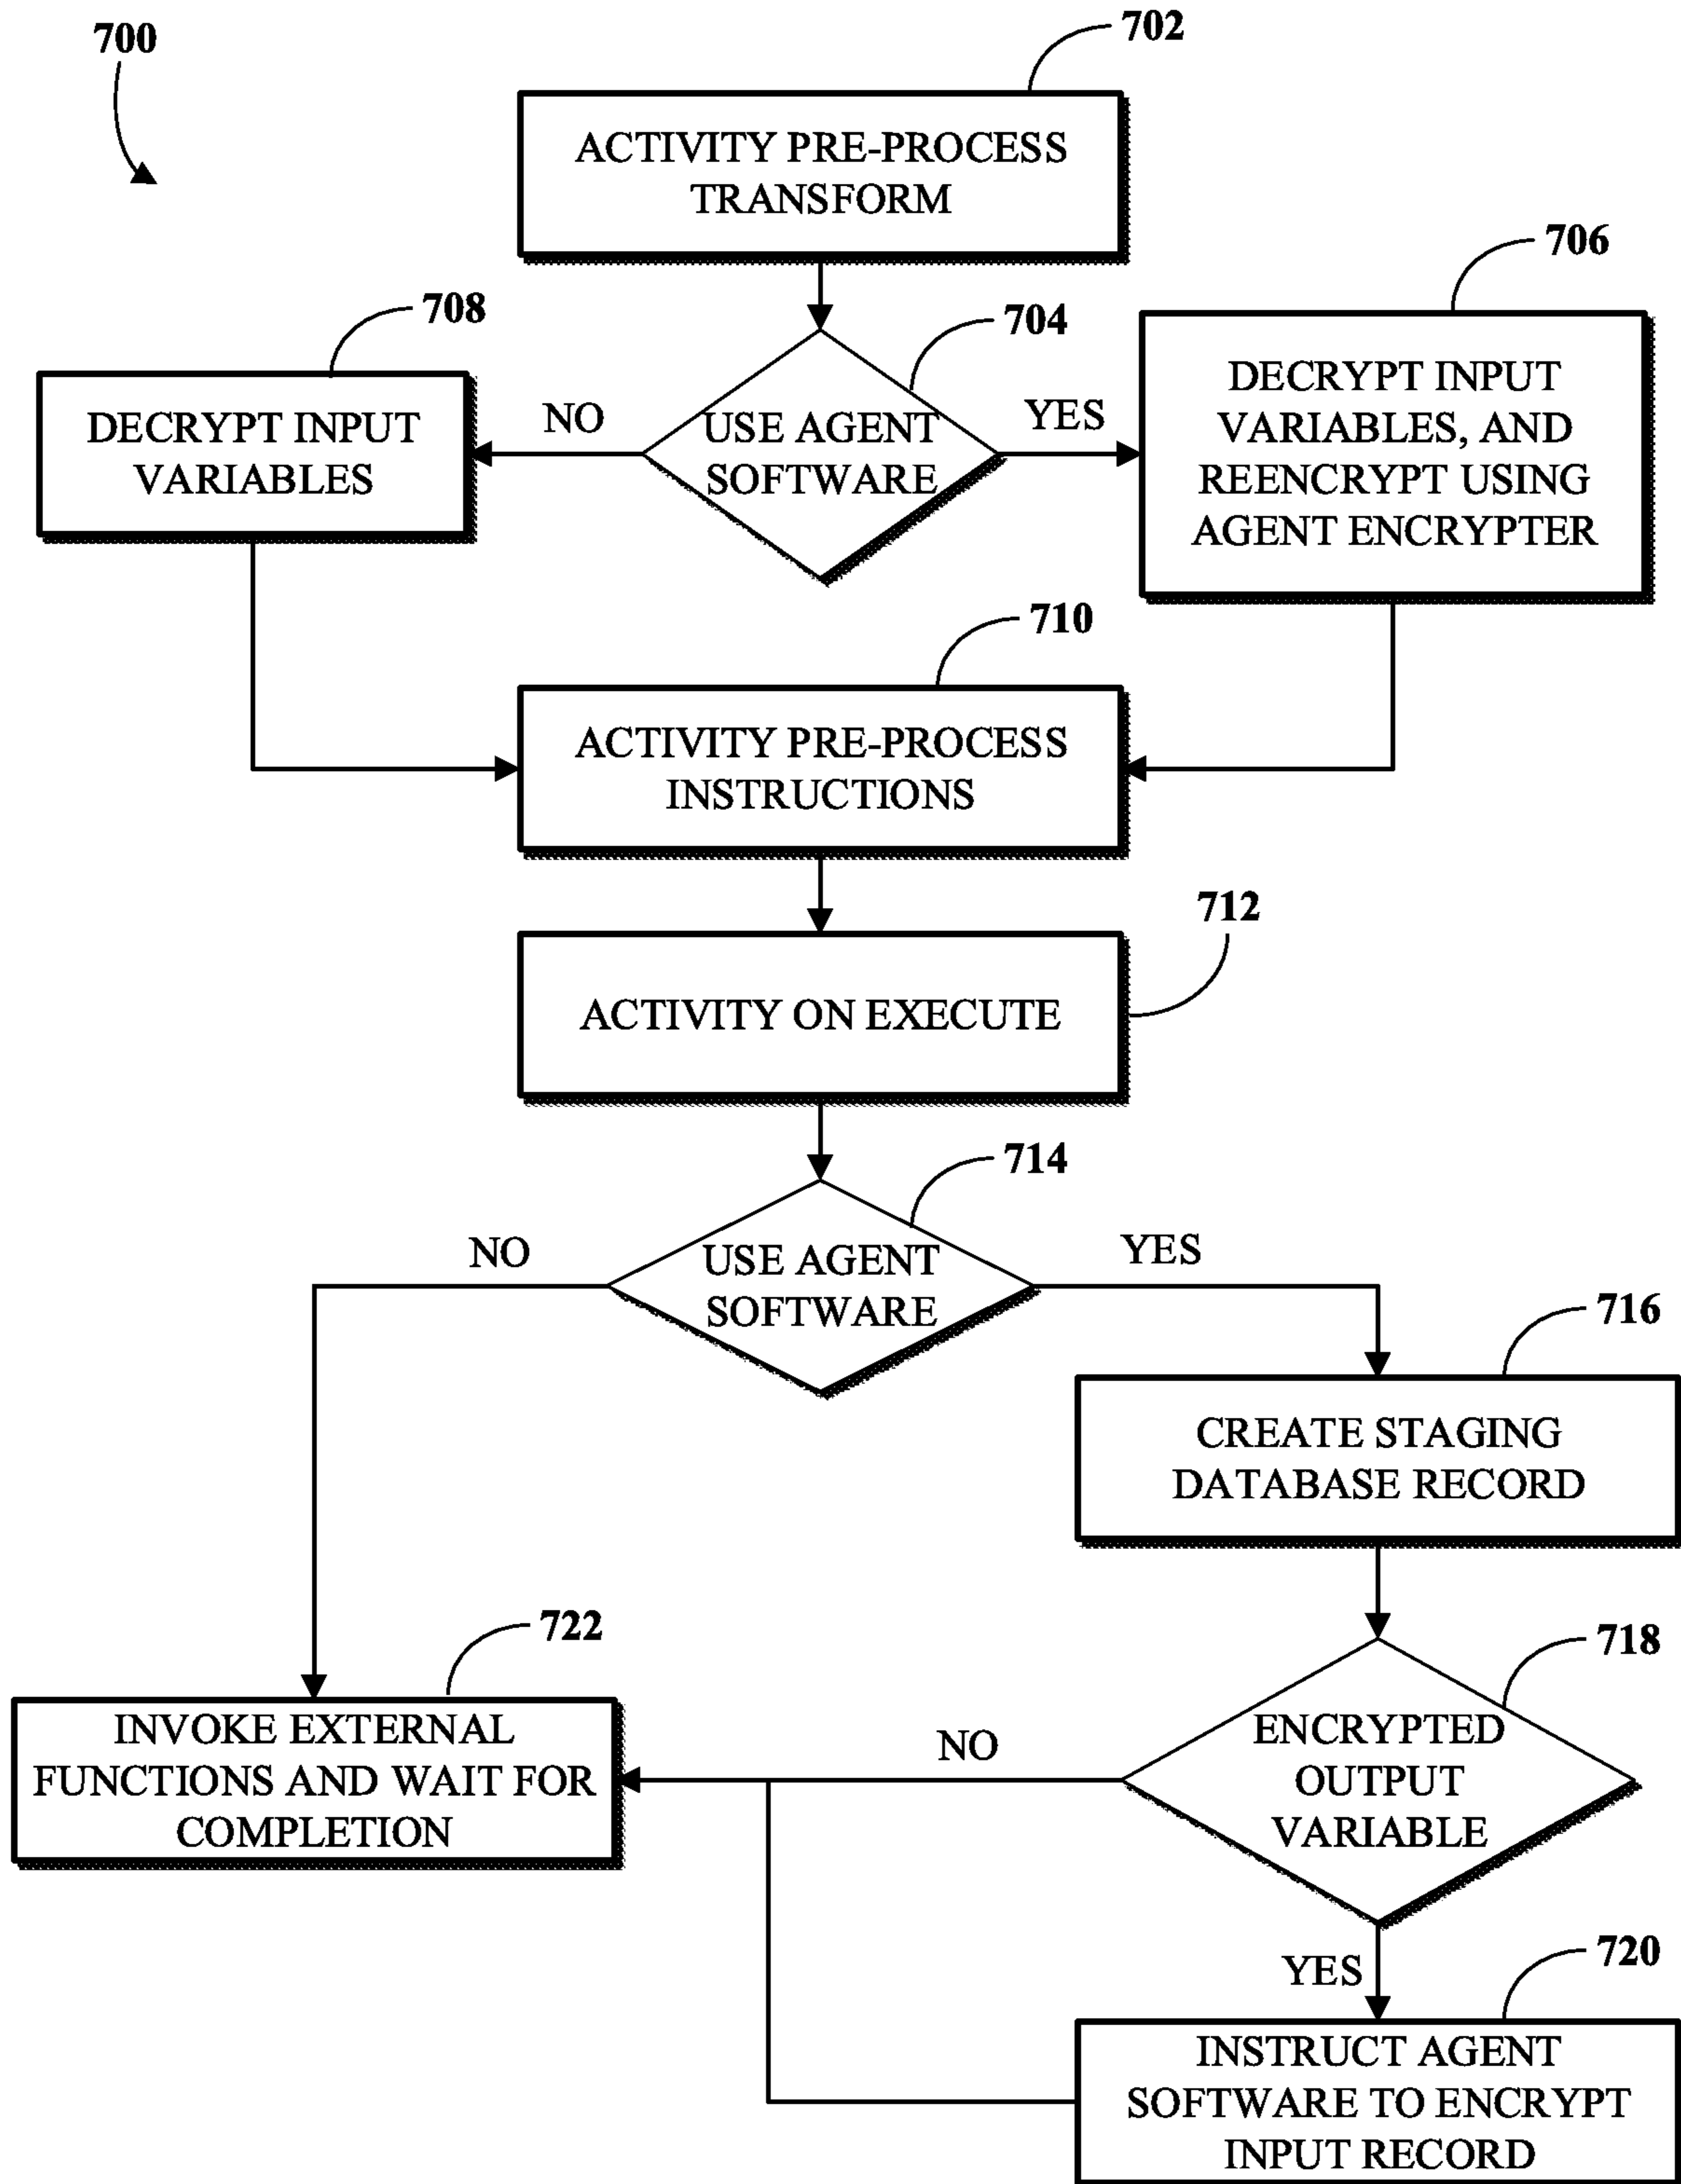 700
702
ACTIVITY PRE-PROCESS
TRANSFORM
706
708
704
DECRYPT INPUT
VARIABLES
NO
USE AGENT
SOFTWARE
YES
DECRYPT INPUT
VARIABLES, AND
REENCRYPT USING
AGENT ENCRYPTER
710
ACTIVITY PRE-PROCESS
INSTRUCTIONS
712
ACTIVITY ON EXECUTE
714
NO
USE AGENT
SOFTWARE
YES
716
CREATE STAGING
DATABASE RECORD
722
718
INVOKE EXTERNAL
FUNCTIONS AND WAIT FOR
COMPLETION
NO
ENCRYPTED
OUTPUT
VARIABLE
YES
720
INSTRUCT AGENT
SOFTWARE TO ENCRYPT
INPUT RECORD